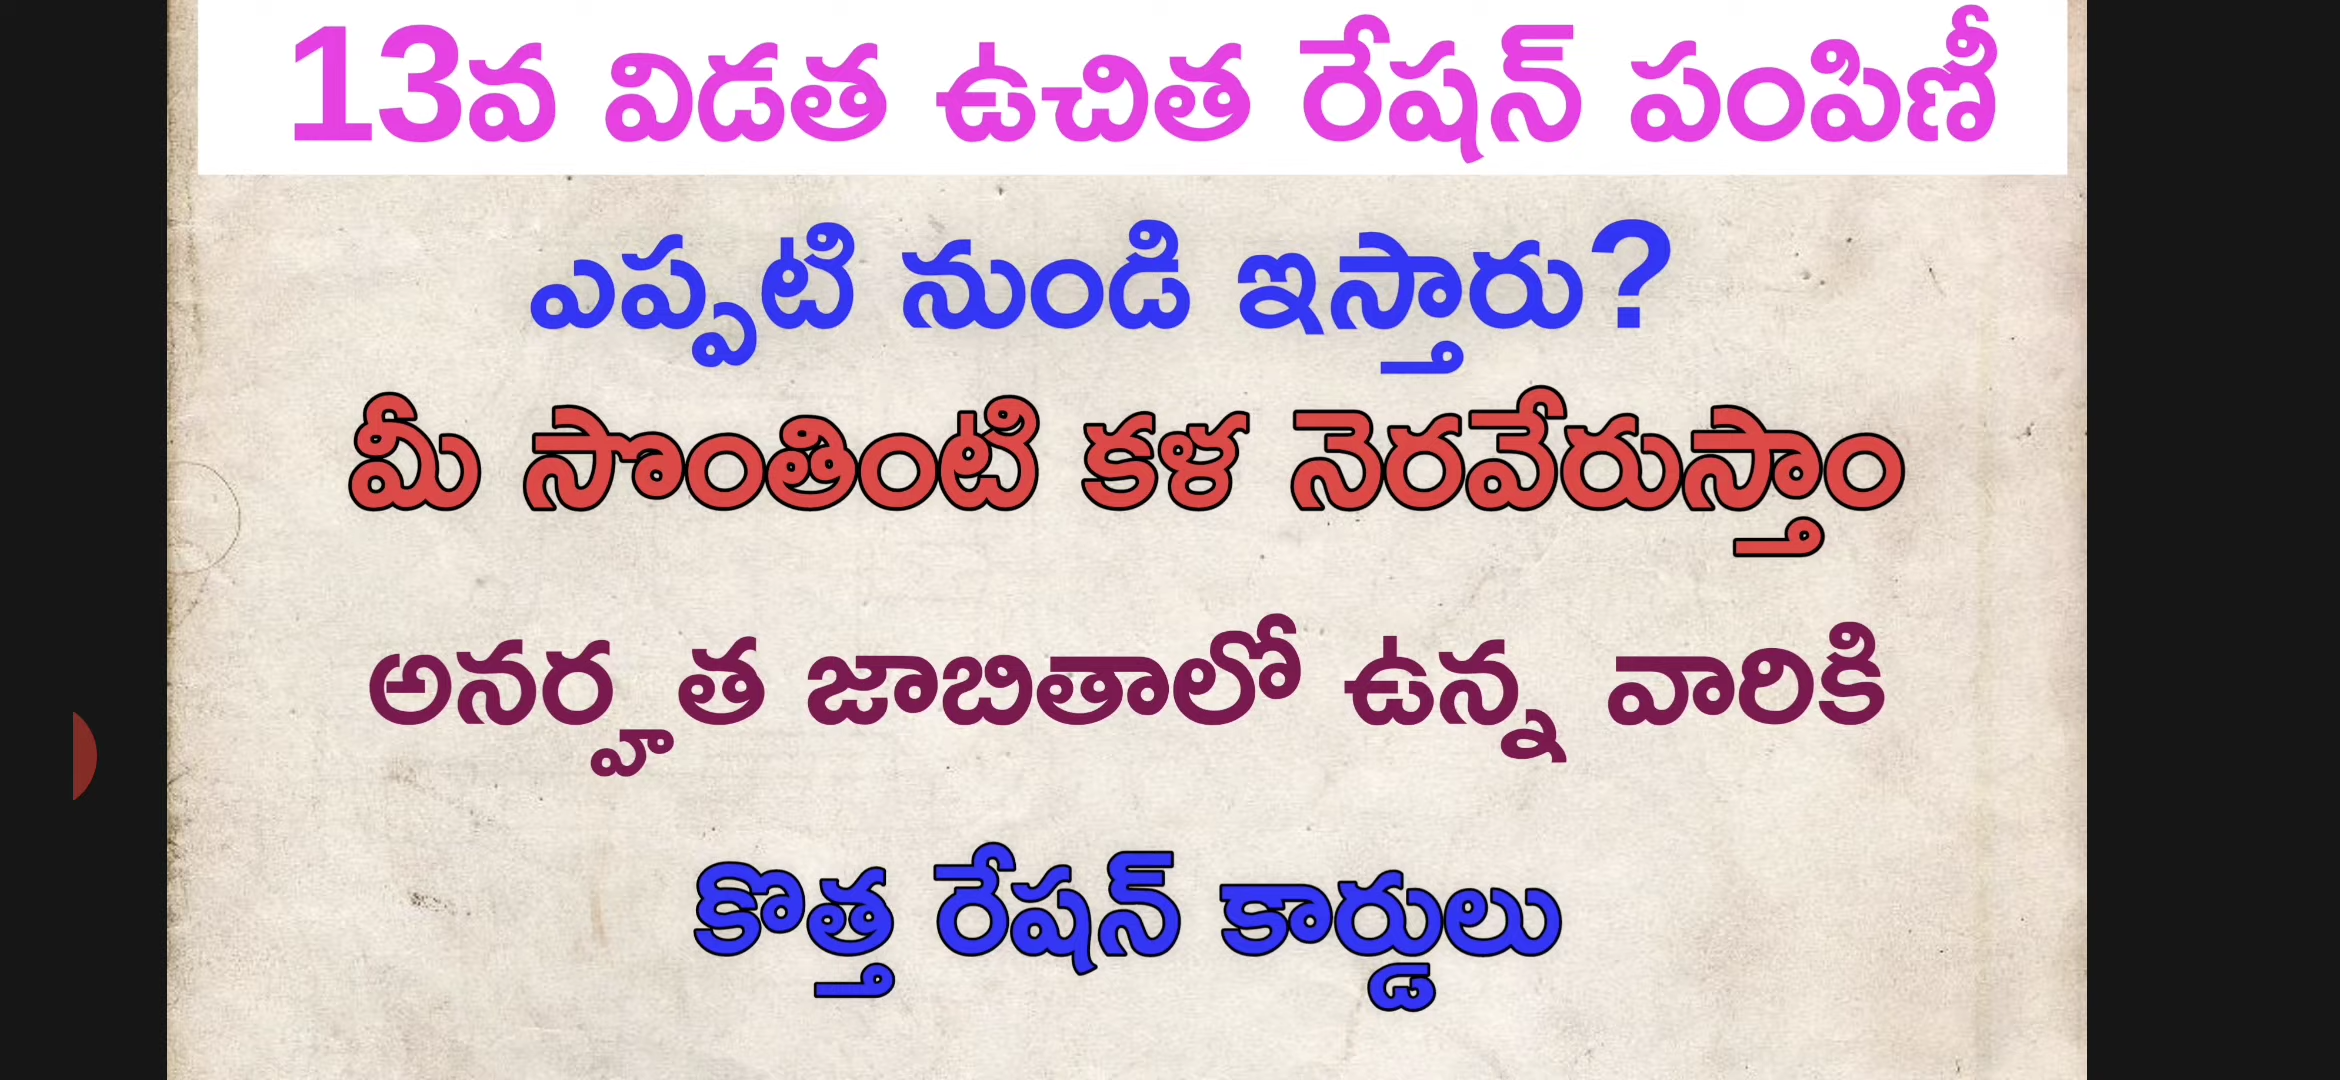 13వ విడత ఉచిత రేషన్ పంపిణీ
ఎప్పటి నుండి ఇస్తారు?
మీ సొంతింటి కళ నెరవేరుస్తాం
అనర్హత జాబితాలో ఉన్న వారికి
కొత్త రేషన్ కార్డులు